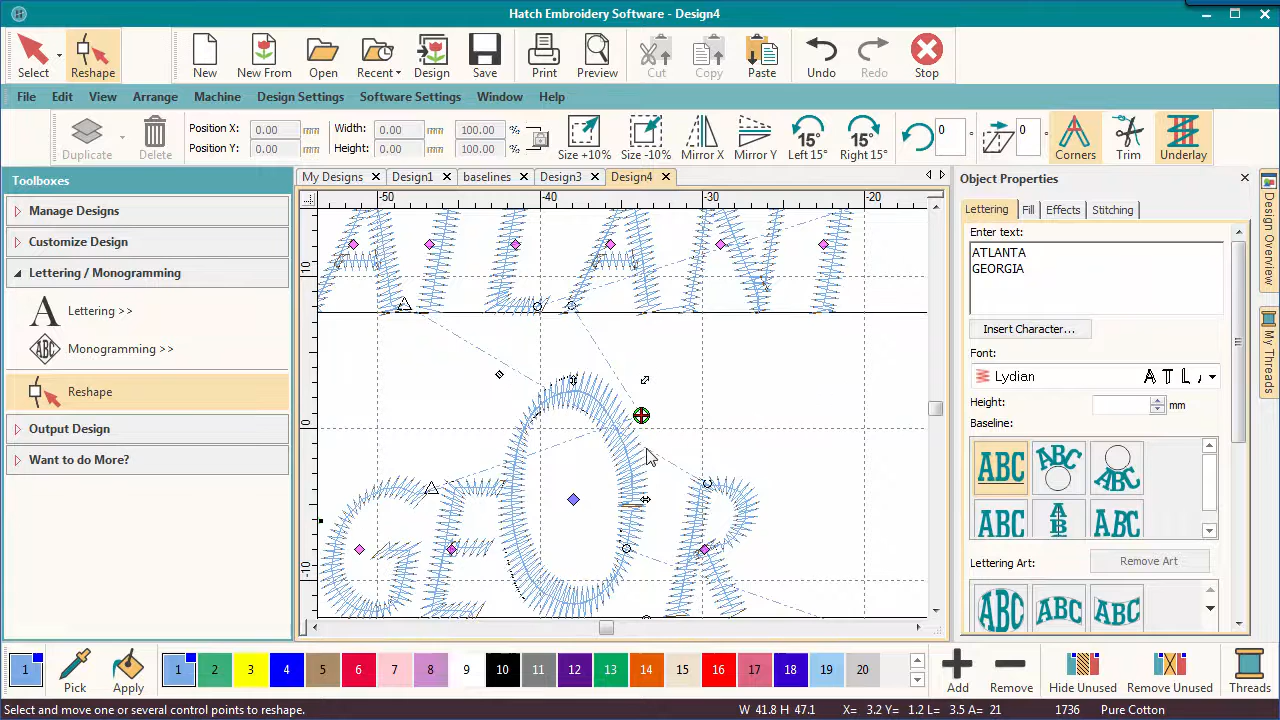 Hatch Embroidery Software - Design4
Select
Reshape
New
New From
Open
Recent
Design
Save
Print
Preview
Cut
Copy
Paste
Undo
Redo
Stop
File Edit View Arrange Machine Design Settings Software Settings Window Help
Duplicate
Delete
Position X: 0.00 mm
Position Y: 0.00 mm
Width: 0.00 mm 100.00 %
Height: 0.00 mm 100.00 %
Size +10%
Size -10%
Mirror X
Mirror Y
15°
Left 15°
15°
Right 15°
0 °
0 °
Corners
Trim
Underlay
Toolboxes
Manage Designs
Customize Design
Lettering / Monogramming
A Lettering >>
ABC Monogramming >>
Reshape
Output Design
Want to do More?
My Designs Design1 baselines Design3 Design4
-50 -40 -30 -20
10
0
-10
ATLANT
GEOR
Object Properties
Lettering Fill Effects Stitching
Enter text:
ATLANTA
GEORGIA
Insert Character...
Font:
Lydian
Height: mm
Baseline:
ABC ABC ABC
ABC AB ABC
Lettering Art: Remove Art
ABC ABC ABC
Design Overview
My Threads
1
Pick
Apply
1 2 3 4 5 6 7 8 9 10 11 12 13 14 15 16 17 18 19 20
Add
Remove
Hide Unused
Remove Unused
Threads
Select and move one or several control points to reshape.
W 41.8 H 47.1 X= 3.2 Y= 1.2 L= 3.5 A= 21 1736 Pure Cotton